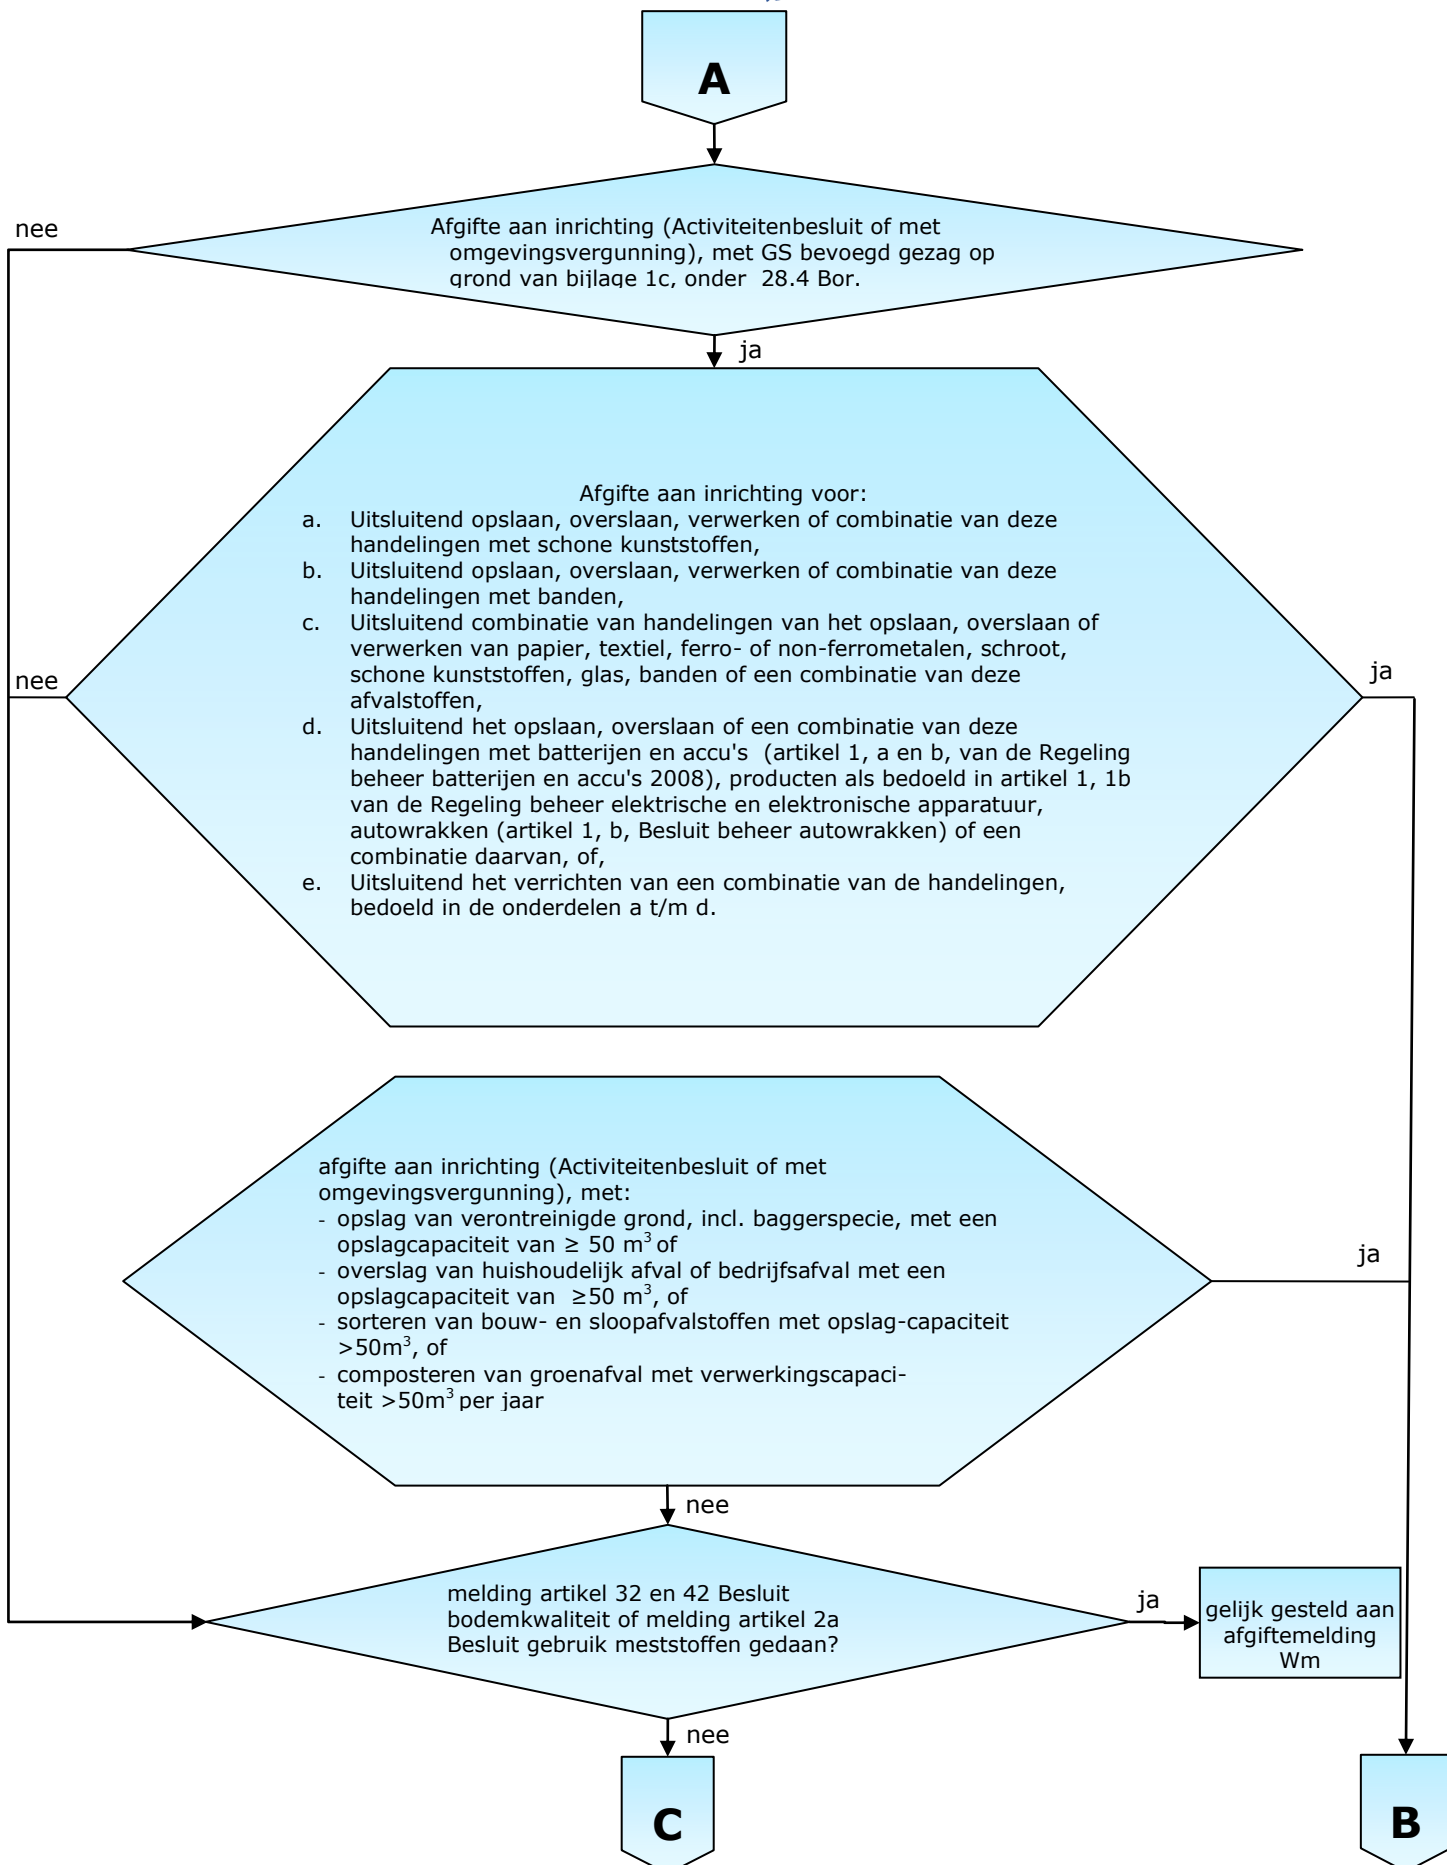 A
nee
Afgifte aan inrichting (Activiteitenbesluit of met
omgevingsvergunning), met GS bevoegd gezag op
grond van bijlage 1c, onder 28.4 Bor.
ja
Afgifte aan inrichting voor:
a. Uitsluitend opslaan, overslaan, verwerken of combinatie van deze
handelingen met schone kunststoffen,
b. Uitsluitend opslaan, overslaan, verwerken of combinatie van deze
handelingen met banden,
c. Uitsluitend combinatie van handelingen van het opslaan, overslaan of
verwerken van papier, textiel, ferro- of non-ferrometalen, schroot,
schone kunststoffen, glas, banden of een combinatie van deze
afvalstoffen,
d. Uitsluitend het opslaan, overslaan of een combinatie van deze
handelingen met batterijen en accu's (artikel 1, a en b, van de Regeling
beheer batterijen en accu's 2008), producten als bedoeld in artikel 1, 1b
van de Regeling beheer elektrische en elektronische apparatuur,
autowrakken (artikel 1, b, Besluit beheer autowrakken) of een
combinatie daarvan, of,
e. Uitsluitend het verrichten van een combinatie van de handelingen,
bedoeld in de onderdelen a t/m d.
nee
ja
afgifte aan inrichting (Activiteitenbesluit of met
omgevingsvergunning), met:
- opslag van verontreinigde grond, incl. baggerspecie, met een
opslagcapaciteit van ≥ 50 m³ of
- overslag van huishoudelijk afval of bedrijfsafval met een
opslagcapaciteit van ≥50 m³, of
- sorteren van bouw- en sloopafvalstoffen met opslag-capaciteit
>50m³, of
- composteren van groenafval met verwerkingscapaci-
teit >50m³ per jaar
ja
nee
melding artikel 32 en 42 Besluit
bodemkwaliteit of melding artikel 2a
Besluit gebruik meststoffen gedaan?
ja
gelijk gesteld aan
afgiftemelding
Wm
nee
C
B